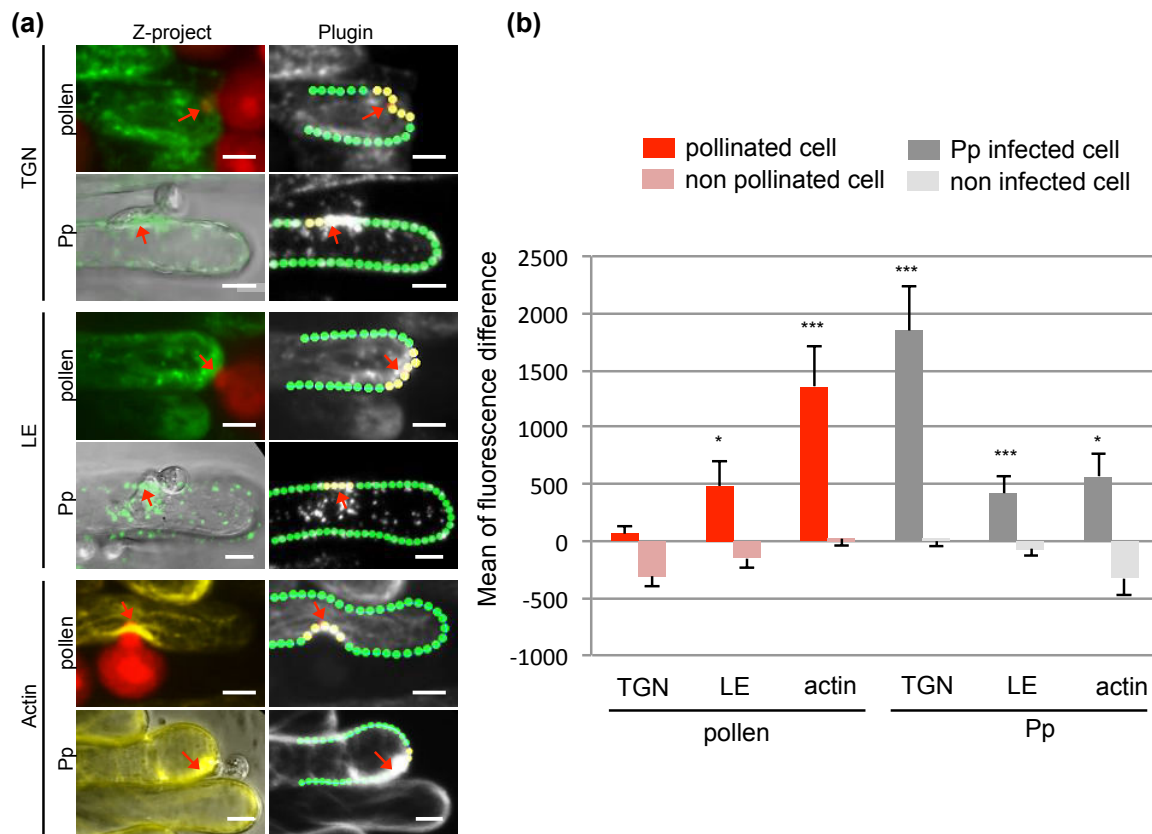 (a)
Z-project
Plugin
TGN
pollen
Pp
LE
pollen
Pp
Actin
pollen
Pp
(b)
pollinated cell
non pollinated cell
Pp infected cell
non infected cell
Mean of fluorescence difference
2500
2000
1500
1000
500
0
-500
-1000
*
***
***
***
*
TGN
LE
actin
TGN
LE
actin
pollen
Pp